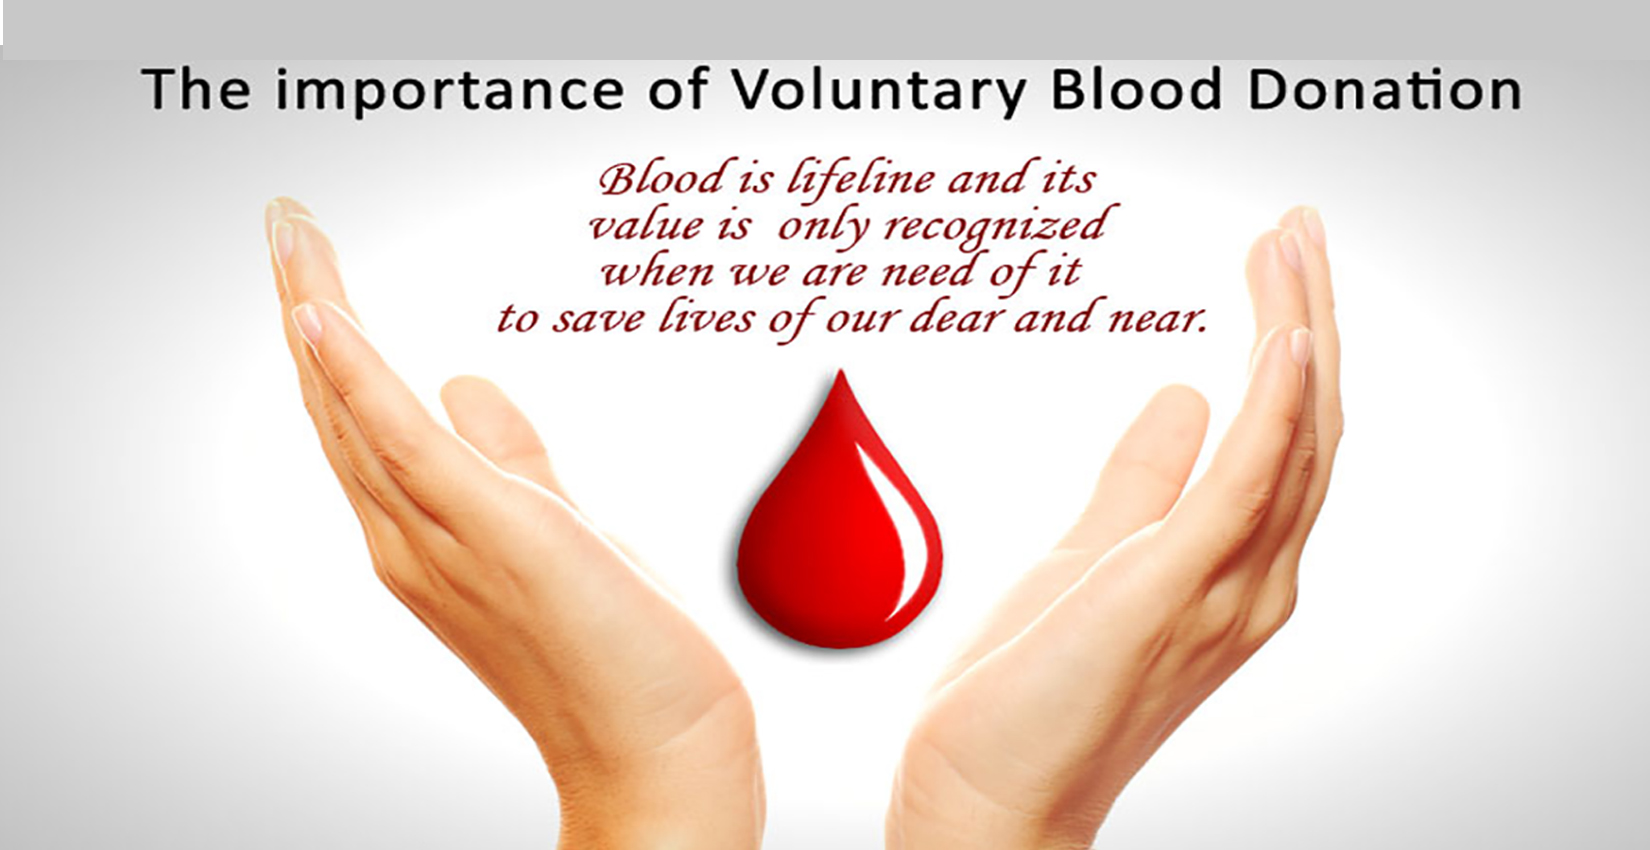 The importance of Voluntary Blood Donation
Blood is lifeline and its
value is only recognized
when we are need of it
to save lives of our dear and near.